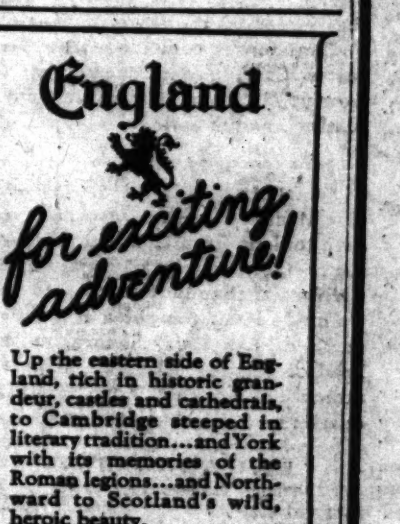 England
for exciting
adventure!
Up the eastern side of Eng-
land, rich in historic gran-
deur, castles and cathedrals,
to Cambridge steeped in
literary tradition...and York
with its memories of the
Roman legions...and North-
ward to Scotland's wild,
heroic beauty.